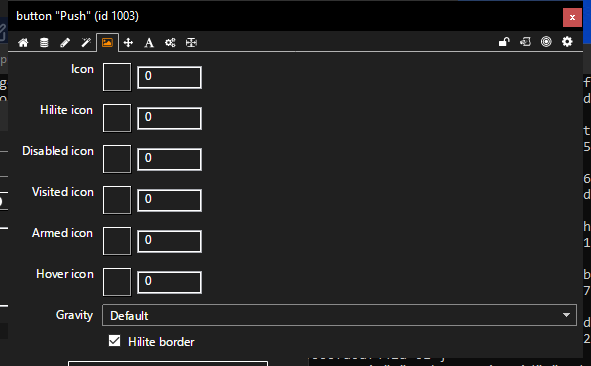 button "Push" (id 1003)
x
A
Icon
0
Hilite icon
0
Disabled icon
0
Visited icon
0
Armed icon
0
Hover icon
0
Gravity
Default
Hilite border